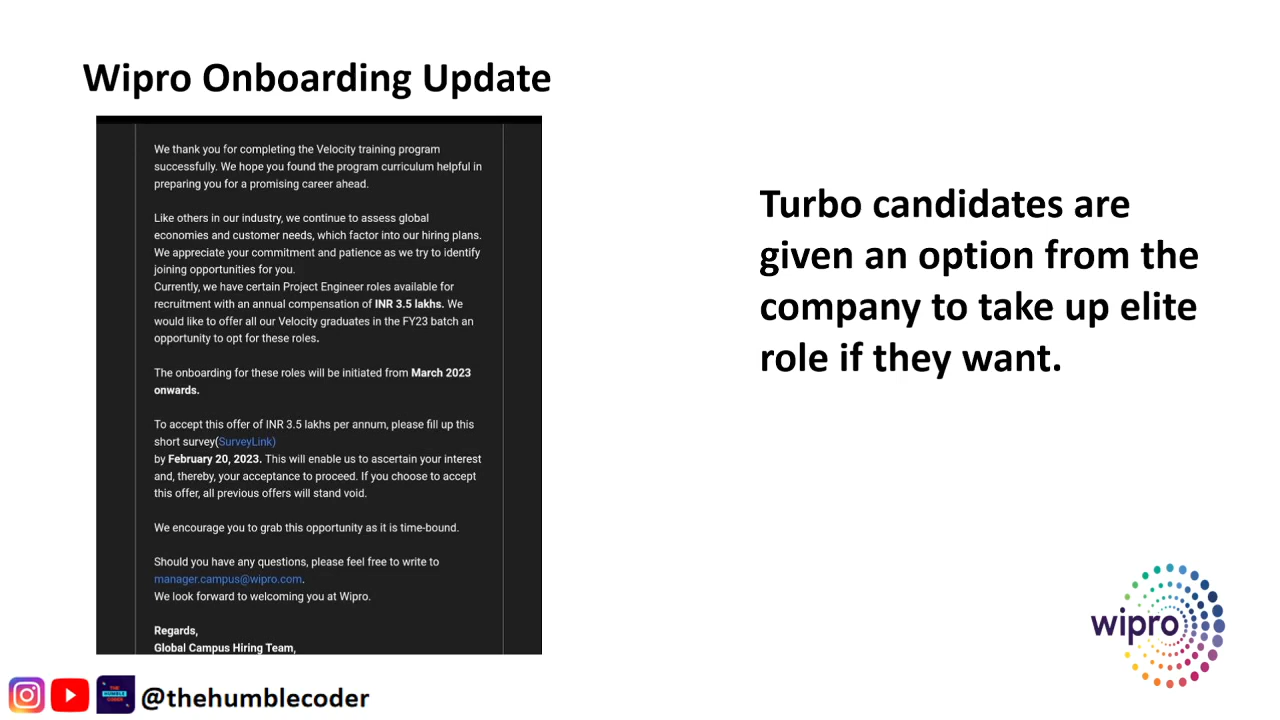 Wipro Onboarding Update
We thank you for completing the Velocity training program
successfully. We hope you found the program curriculum helpful in
preparing you for a promising career ahead.
Like others in our industry, we continue to assess global
economies and customer needs, which factor into our hiring plans.
We appreciate your commitment and patience as we try to identify
joining opportunities for you.
Currently, we have certain Project Engineer roles available for
recruitment with an annual compensation of INR 3.5 lakhs. We
would like to offer all our Velocity graduates in the FY23 batch an
opportunity to opt for these roles.
The onboarding for these roles will be initiated from March 2023
onwards.
To accept this offer of INR 3.5 lakhs per annum, please fill up this
short survey(SurveyLink)
by February 20, 2023. This will enable us to ascertain your interest
and, thereby, your acceptance to proceed. If you choose to accept
this offer, all previous offers will stand void.
We encourage you to grab this opportunity as it is time-bound.
Should you have any questions, please feel free to write to
manager.campus@wipro.com.
We look forward to welcoming you at Wipro.
Regards,
Global Campus Hiring Team,
Turbo candidates are
given an option from the
company to take up elite
role if they want.
wipro
THE
HUMBLE
CODER
@thehumblecoder